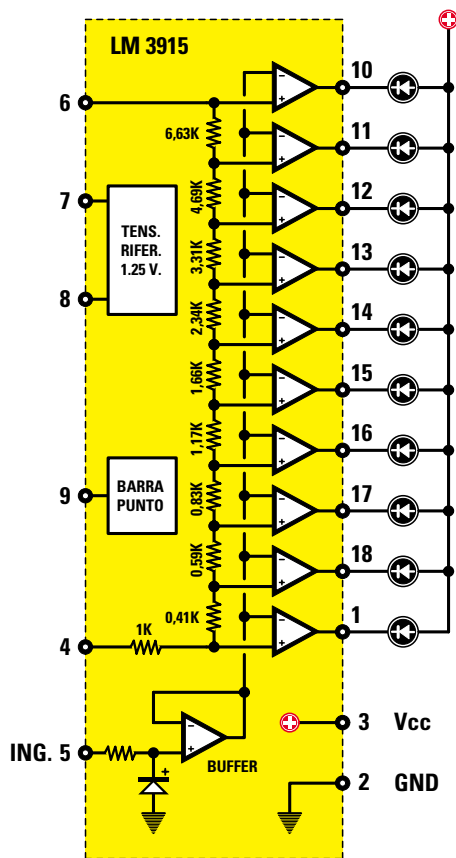 LM 3915
6
7
8
9
4
ING. 5
TENS.
RIFER.
1.25 V.
BARRA
PUNTO
6,63K
4,69K
3,31K
2,34K
1,66K
1,17K
0,83K
0,59K
0,41K
1K
BUFFER
10
11
12
13
14
15
16
17
18
1
3 Vcc
2 GND